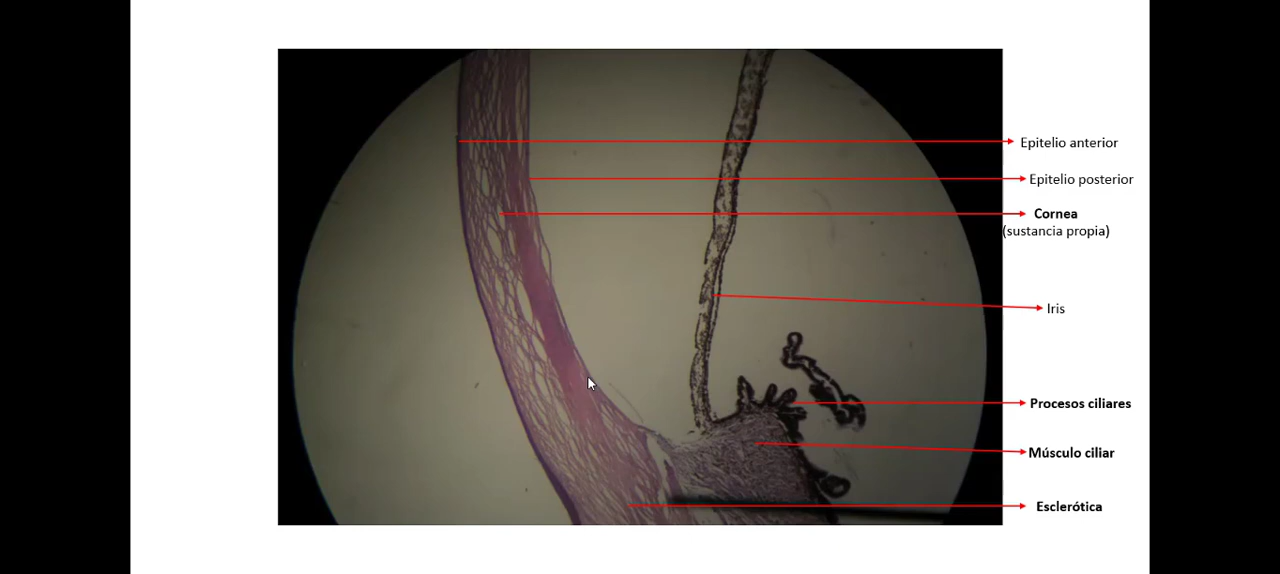 Epitelio anterior
Epitelio posterior
Cornea
(sustancia propia)
Iris
Procesos ciliares
Músculo ciliar
Esclerótica